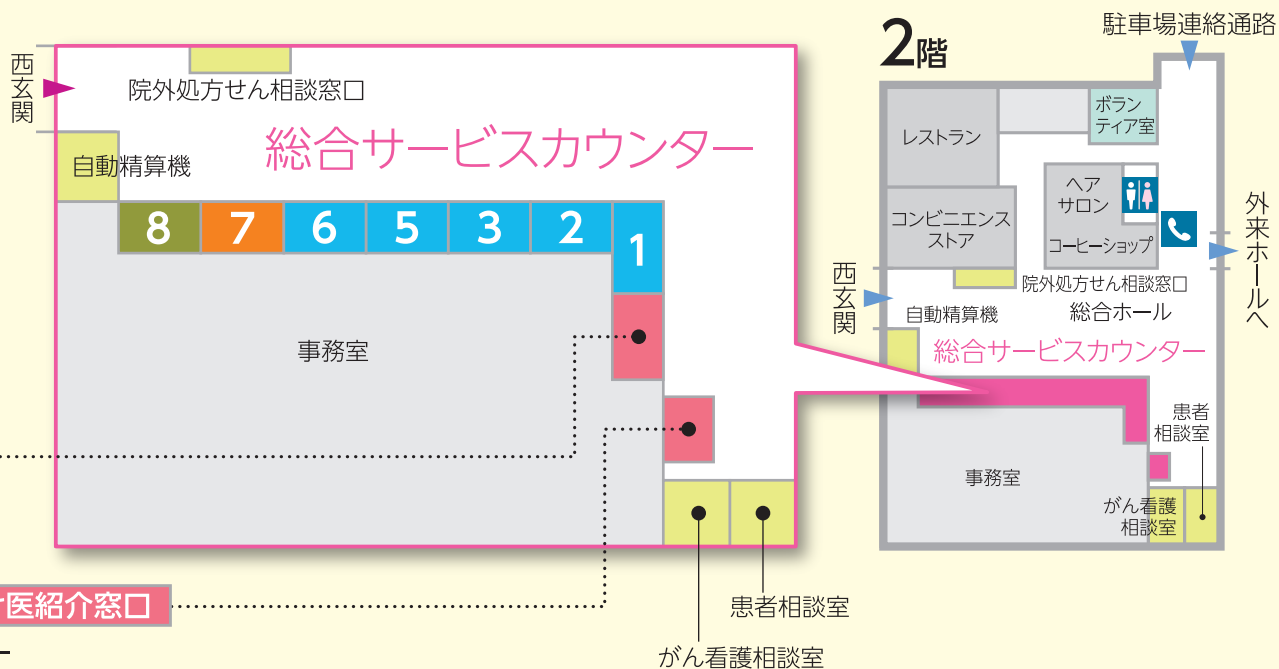 西玄関
院外処方せん相談窓口
総合サービスカウンター
自動精算機
8
7
6
5
3
2
1
事務室
医紹介窓口
患者相談室
がん看護相談室
2階
駐車場連絡通路
ボラン
ティア室
レストラン
ヘア
サロン
コンビニエンス
ストア
コーヒーショップ
外来ホールへ
西玄関
院外処方せん相談窓口
自動精算機
総合ホール
総合サービスカウンター
患者
相談室
事務室
がん看護
相談室